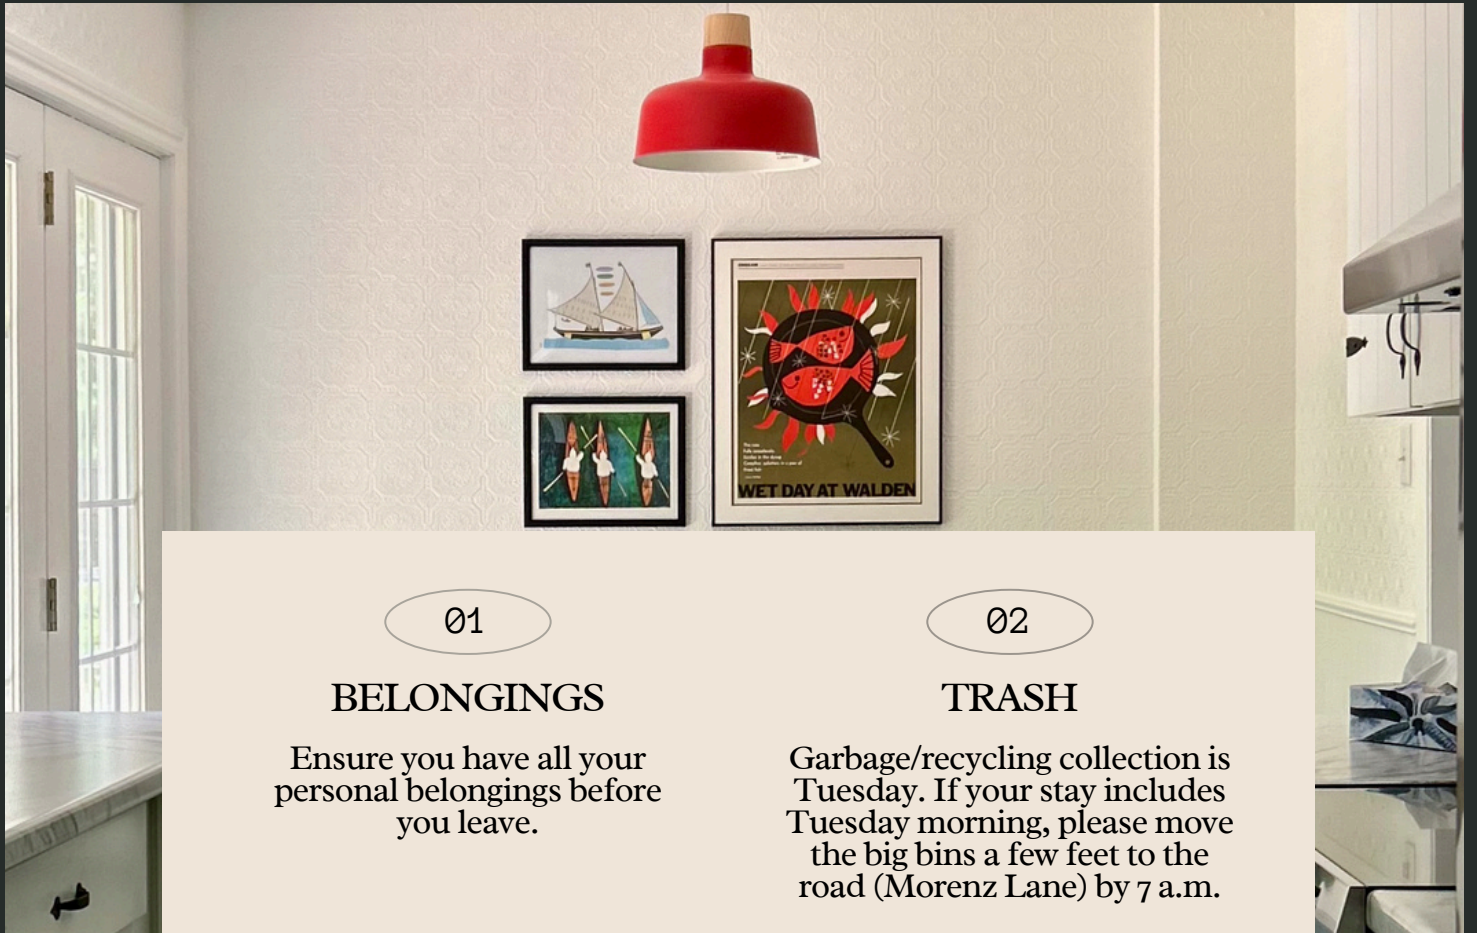 WET DAY AT WALDEN
01
BELONGINGS
Ensure you have all your
personal belongings before
you leave.
02
TRASH
Garbage/recycling collection is
Tuesday. If your stay includes
Tuesday morning, please move
the big bins a few feet to the
road (Morenz Lane) by 7 a.m.